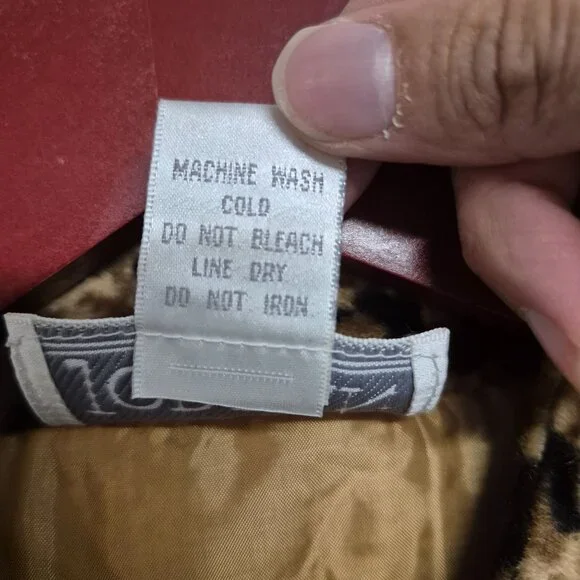 MACHINE WASH
COLD
DO NOT BLEACH
LINE DRY
DO NOT IRON